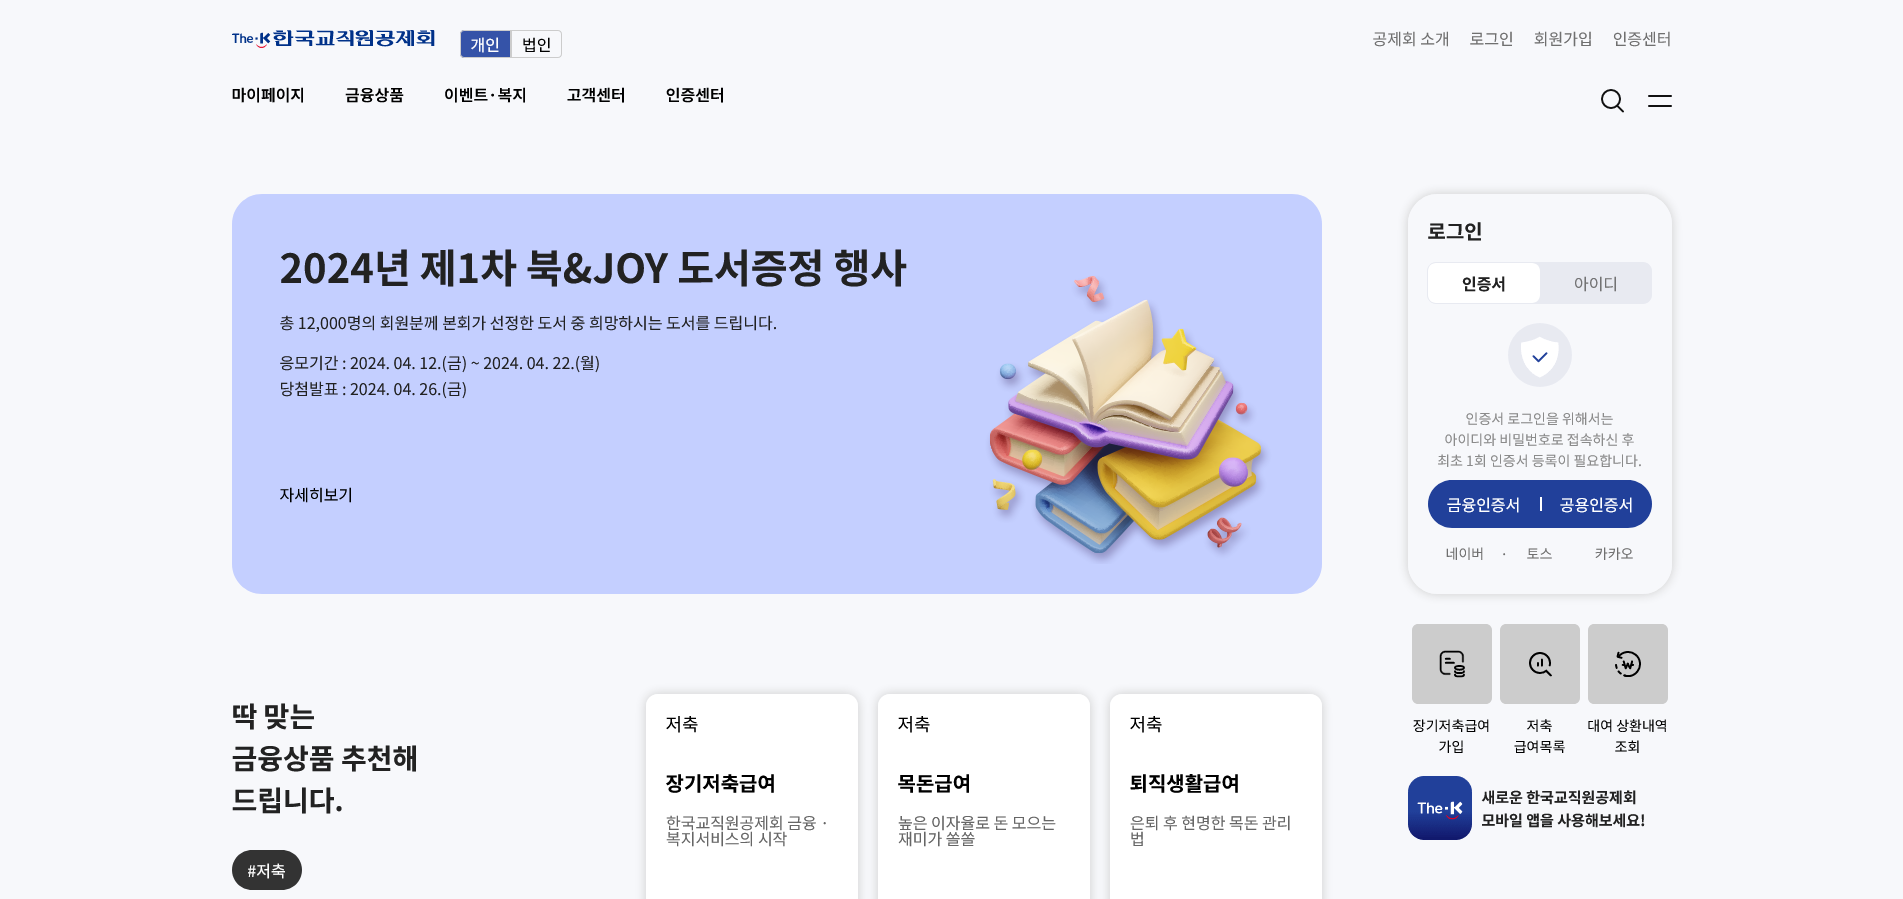 The K 한국교직원공제회
개인 법인
공제회 소개 로그인 회원가입 인증센터
마이페이지 금융상품 이벤트·복지 고객센터 인증센터
2024년 제1차 북&JOY 도서증정 행사
총 12,000명의 회원분께 본회가 선정한 도서 중 희망하시는 도서를 드립니다.
응모기간 : 2024. 04. 12.(금) ~ 2024. 04. 22.(월)
당첨발표 : 2024. 04. 26.(금)
자세히보기
로그인
인증서 아이디
인증서 로그인을 위해서는
아이디와 비밀번호로 접속하신 후
최초 1회 인증서 등록이 필요합니다.
금융인증서 공용인증서
네이버 · 토스 카카오
장기저축급여
가입
저축
급여목록
대여 상환내역
조회
The K
새로운 한국교직원공제회
모바일 앱을 사용해보세요!
딱 맞는
금융상품 추천해
드립니다.
#저축
저축
장기저축급여
한국교직원공제회 금융 ·
복지서비스의 시작
저축
목돈급여
높은 이자율로 돈 모으는
재미가 쏠쏠
저축
퇴직생활급여
은퇴 후 현명한 목돈 관리
법